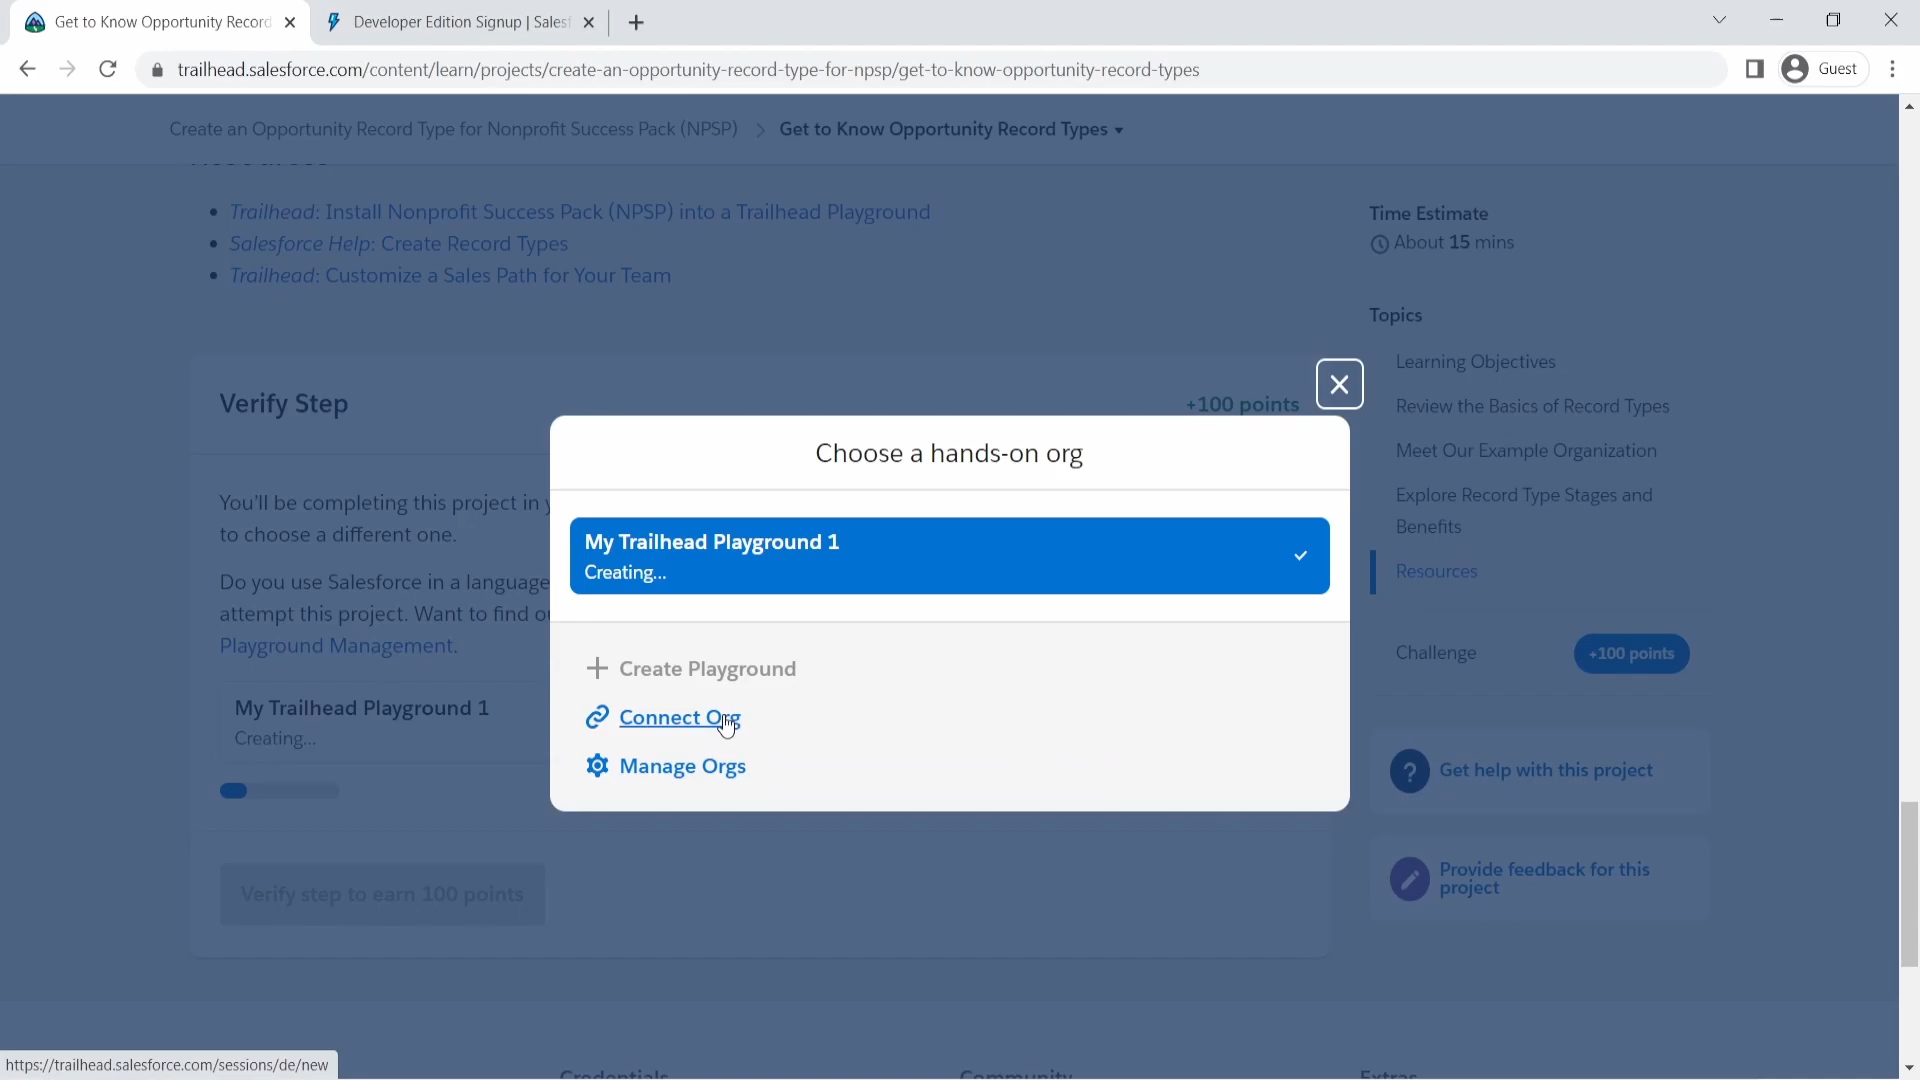 Get to Know Opportunity Record
Developer Edition Signup | Sales
trailhead.salesforce.com/content/learn/projects/create-an-opportunity-record-type-for-npsp/get-to-know-opportunity-record-types
Guest
Create an Opportunity Record Type for Nonprofit Success Pack (NPSP) > Get to Know Opportunity Record Types
Trailhead: Install Nonprofit Success Pack (NPSP) into a Trailhead Playground
Salesforce Help: Create Record Types
Trailhead: Customize a Sales Path for Your Team
Verify Step
+100 points
You'll be completing this project in
to choose a different one.
Do you use Salesforce in a language
attempt this project. Want to find
Playground Management.
My Trailhead Playground 1
Creating...
Verify step to earn 100 points
Choose a hands-on org
My Trailhead Playground 1
Creating...
Create Playground
Connect Org
Manage Orgs
Time Estimate
About 15 mins
Topics
Learning Objectives
Review the Basics of Record Types
Meet Our Example Organization
Explore Record Type Stages and
Benefits
Resources
Challenge
+100 points
Get help with this project
Provide feedback for this
project
Credentials
Community
Extras
https://trailhead.salesforce.com/sessions/de/new